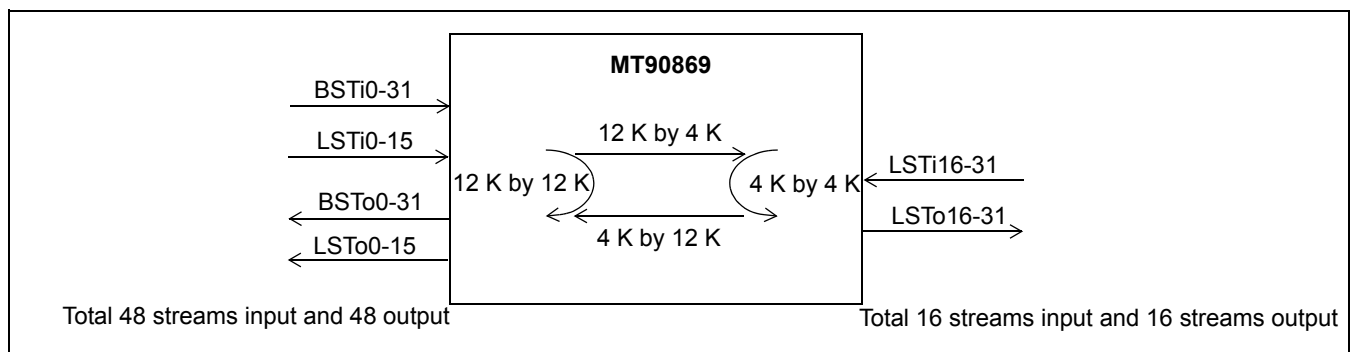 MT90869
BSTi0-31
LSTi0-15
BSTo0-31
LSTo0-15
12 K by 4 K
12 K by 12 K
4 K by 4 K
4 K by 12 K
LSTi16-31
LSTo16-31
Total 48 streams input and 48 output
Total 16 streams input and 16 streams output